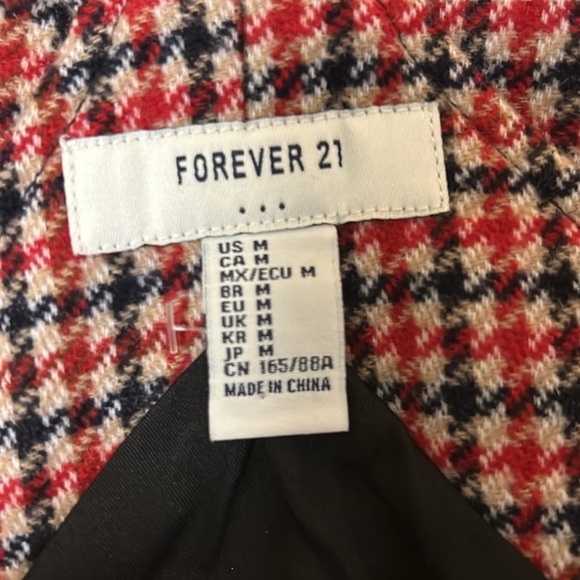 FOREVER 21
...
US M
CA M
MX/ECU M
BR M
EU M
UK M
KR M
JP M
CN 165/88A
MADE IN CHINA